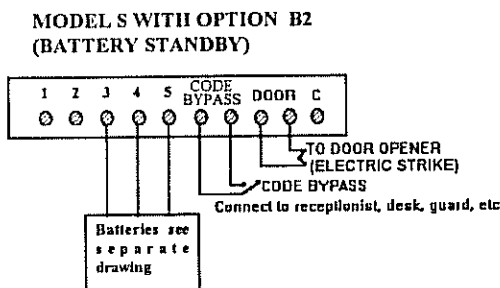 MODEL S WITH OPTION B2
(BATTERY STANDBY)
1 2 3 4 5 CODE BYPASS DOOR C
TO DOOR OPENER
(ELECTRIC STRIKE)
CODE BYPASS
Connect to receptionist, desk, guard, etc
Batteries see
separate
drawing